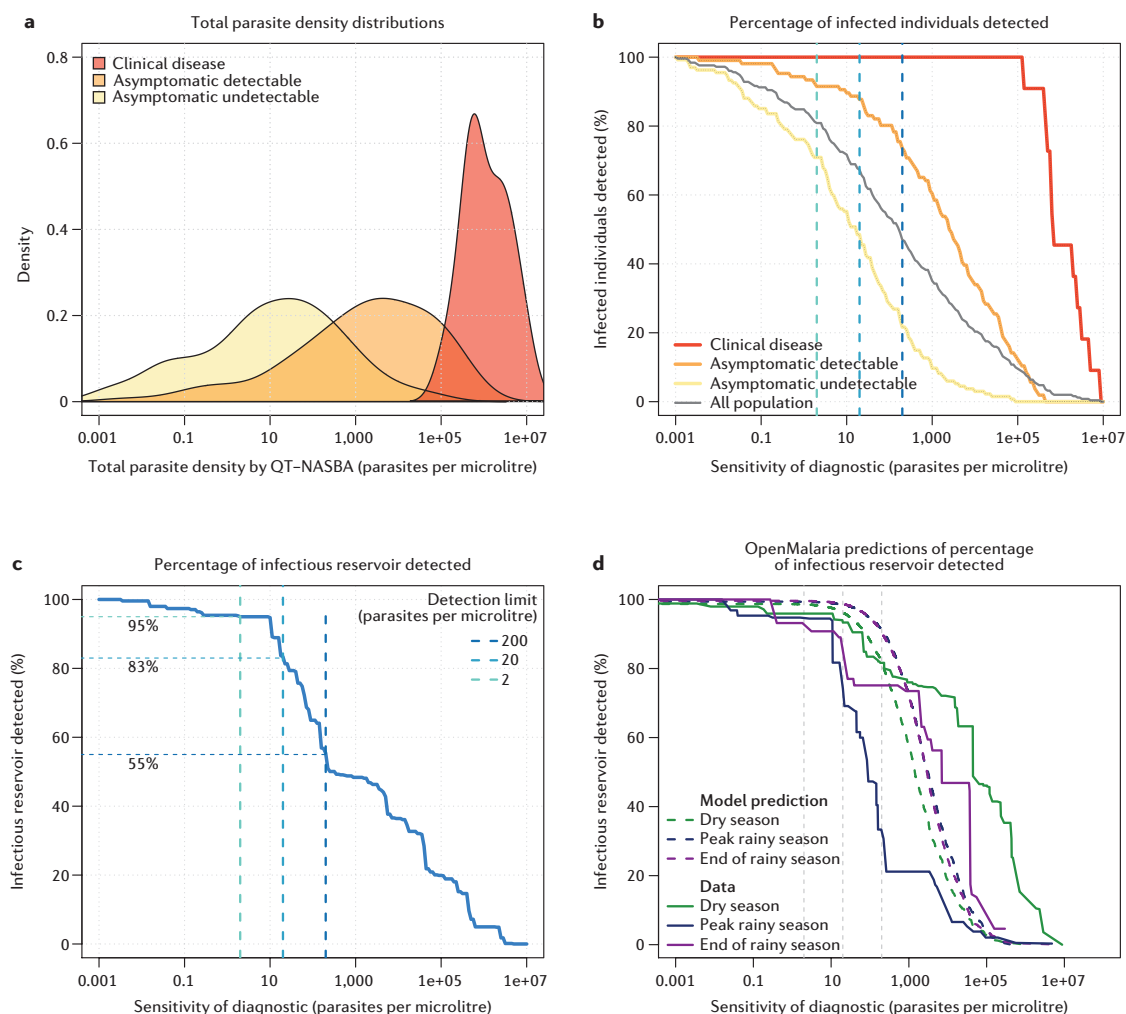 a
Total parasite density distributions
0.8
0.6
0.4
0.2
0
Density
Clinical disease
Asymptomatic detectable
Asymptomatic undetectable
0.001
0.1
10
1,000
1e+05
1e+07
Total parasite density by QT–NASBA (parasites per microlitre)
b
Percentage of infected individuals detected
100
80
60
40
20
0
Infected individuals detected (%)
Clinical disease
Asymptomatic detectable
Asymptomatic undetectable
All population
0.001
0.1
10
1,000
1e+05
1e+07
Sensitivity of diagnostic (parasites per microlitre)
c
Percentage of infectious reservoir detected
100
80
60
40
20
0
Infectious reservoir detected (%)
95%
83%
55%
Detection limit
(parasites per microlitre)
200
20
2
0.001
0.1
10
1,000
1e+05
1e+07
Sensitivity of diagnostic (parasites per microlitre)
d
OpenMalaria predictions of percentage
of infectious reservoir detected
100
80
60
40
20
0
Infectious reservoir detected (%)
Model prediction
Dry season
Peak rainy season
End of rainy season
Data
Dry season
Peak rainy season
End of rainy season
0.001
0.1
10
1,000
1e+05
1e+07
Sensitivity of diagnostic (parasites per microlitre)